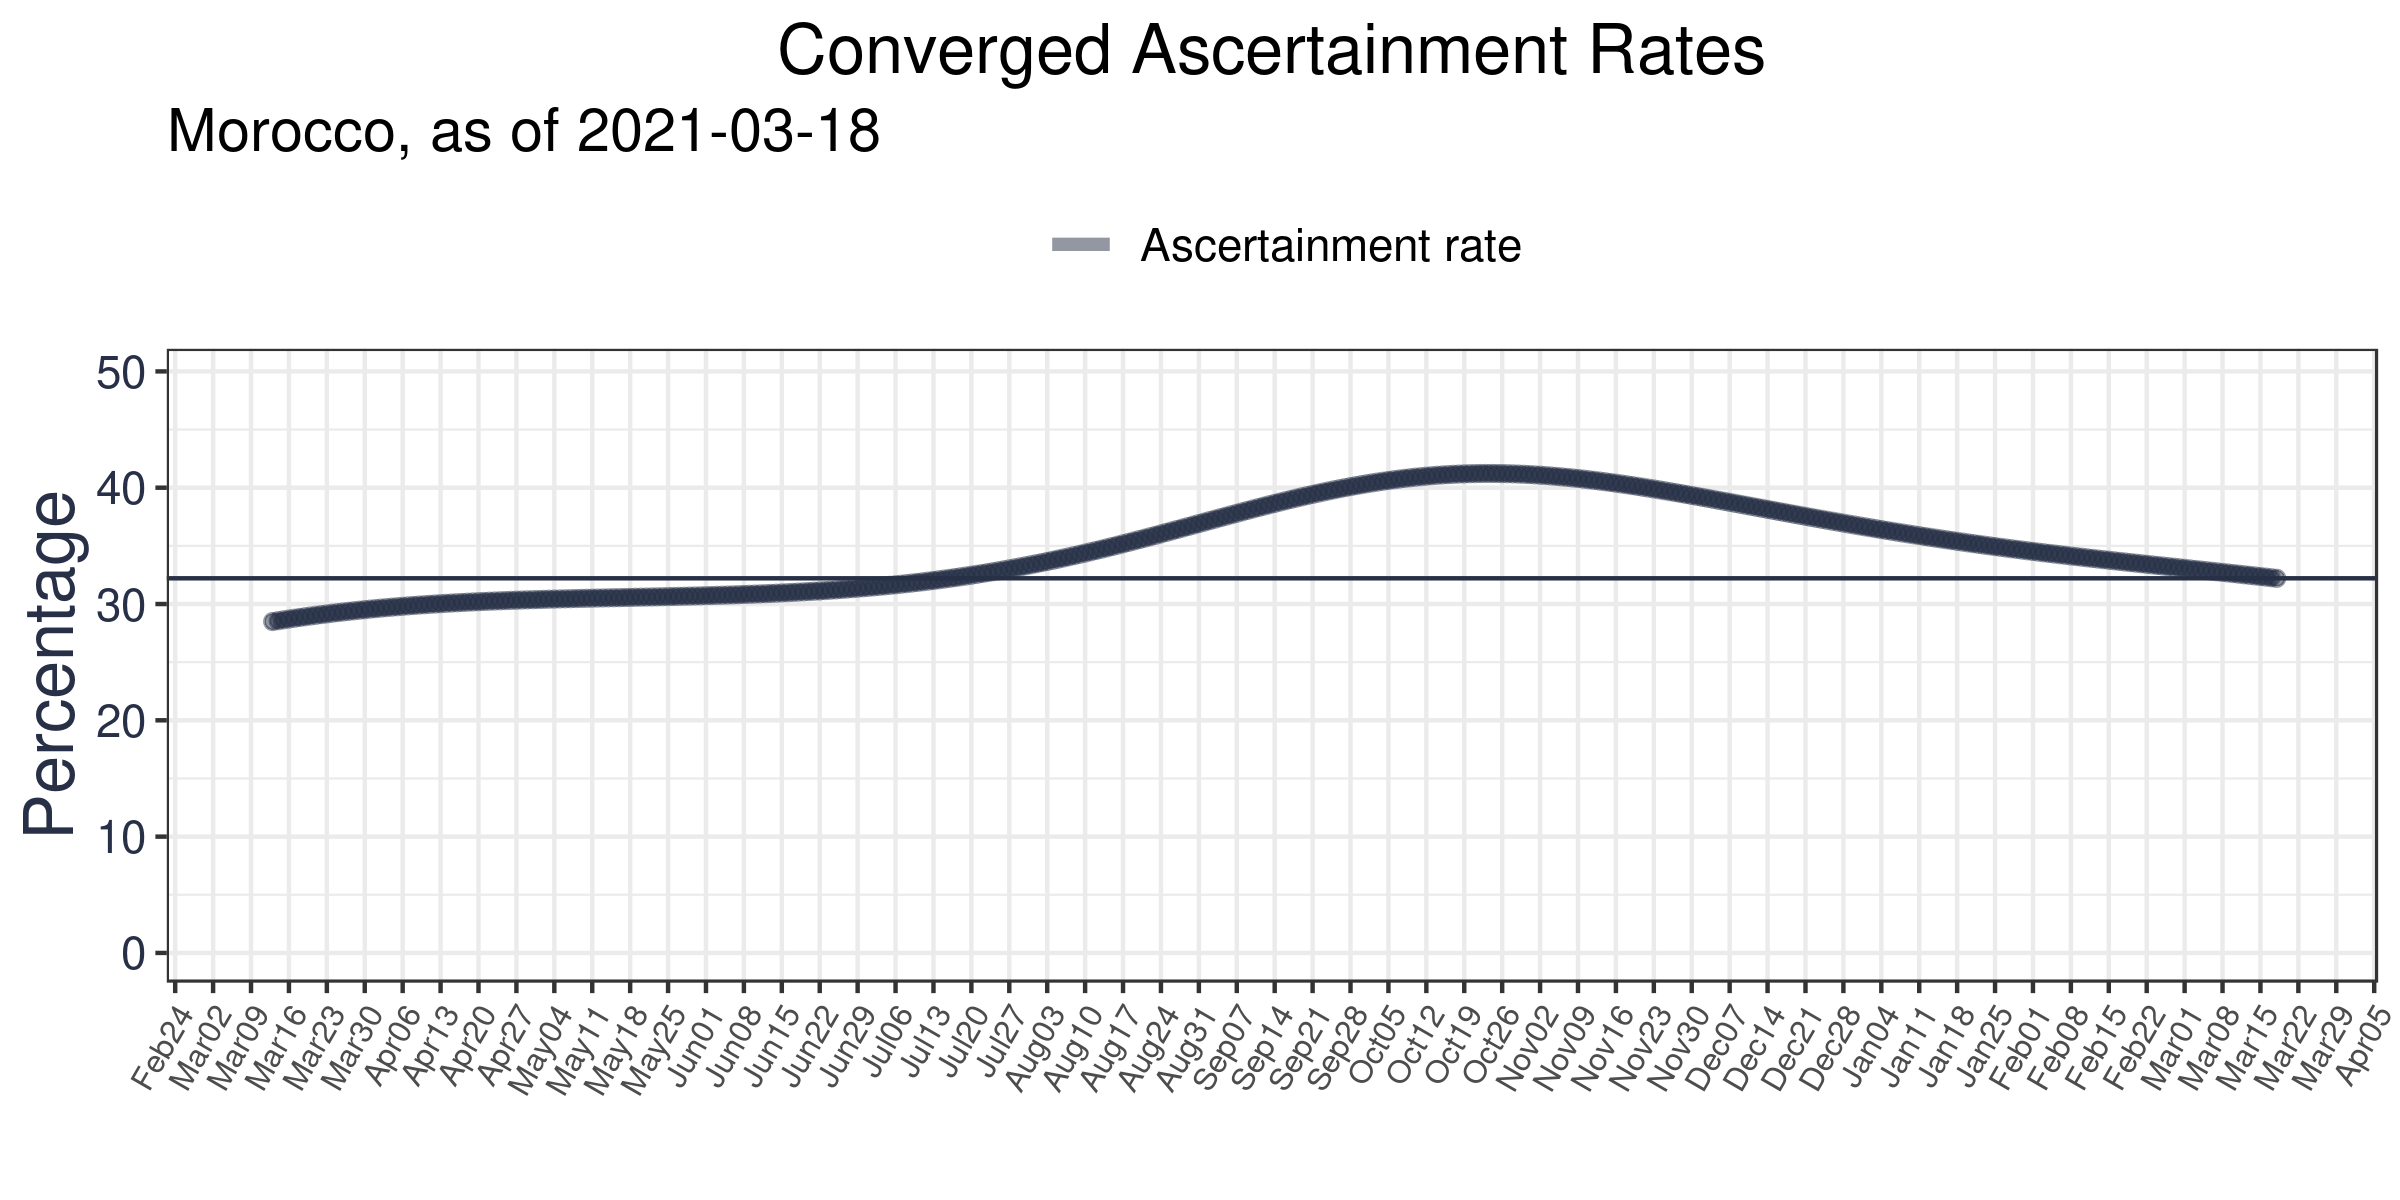 Converged Ascertainment Rates
Morocco, as of 2021-03-18
Ascertainment rate
Percentage
50
40
30
20
10
0
Feb24 Mar02 Mar09 Mar16 Mar23 Mar30 Apr06 Apr13 Apr20 Apr27 May04 May11 May18 May25 Jun01 Jun08 Jun15 Jun22 Jun29 Jul06 Jul13 Jul20 Jul27 Aug03 Aug10 Aug17 Aug24 Aug31 Sep07 Sep14 Sep21 Sep28 Oct05 Oct12 Oct19 Oct26 Nov02 Nov09 Nov16 Nov23 Nov30 Dec07 Dec14 Dec21 Dec28 Jan04 Jan11 Jan18 Jan25 Feb01 Feb08 Feb15 Feb22 Mar01 Mar08 Mar15 Mar22 Mar29 Apr05